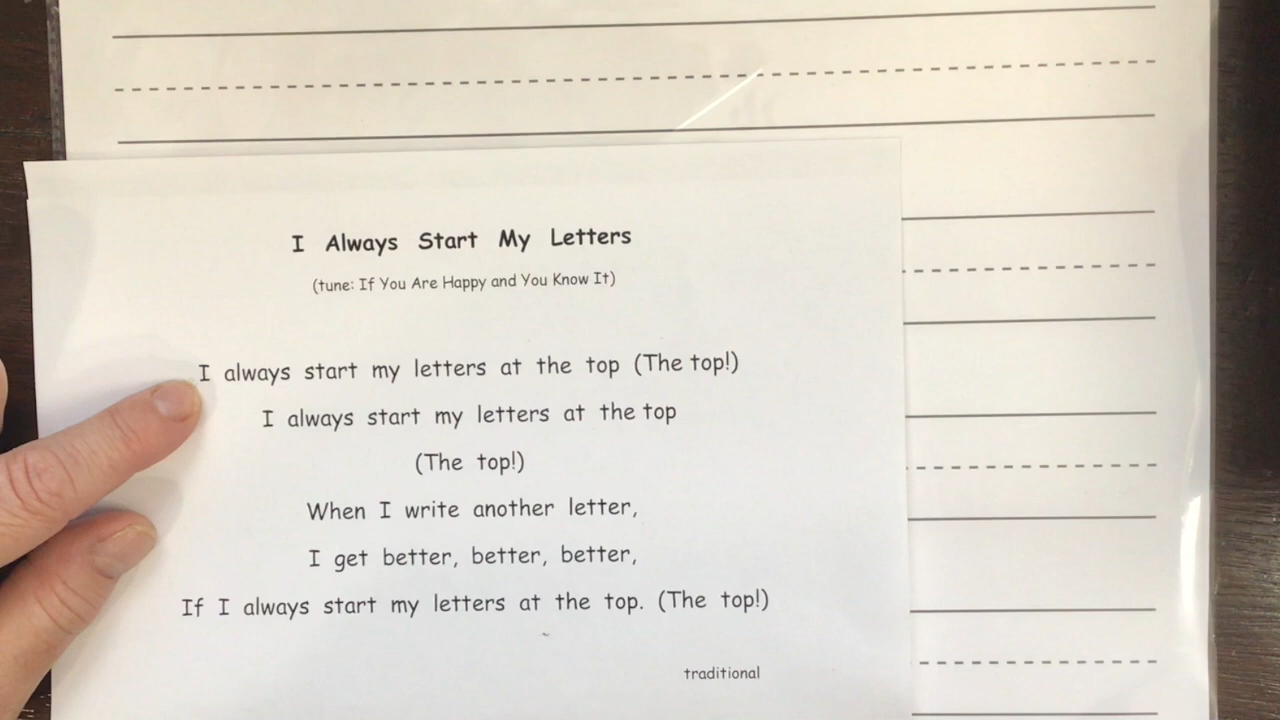 I Always Start My Letters
(tune: If You Are Happy and You Know It)
I always start my letters at the top (The top!)
I always start my letters at the top
(The top!)
When I write another letter,
I get better, better, better,
If I always start my letters at the top. (The top!)
traditional